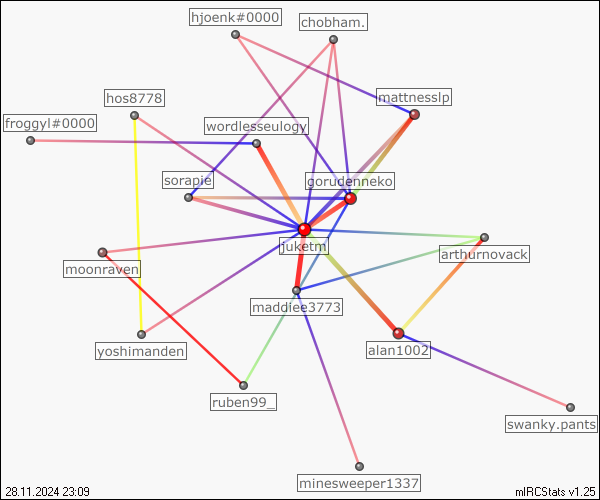 hjoenk#0000
chobham.
hos8778
mattnesslp
froggyl#0000
wordlesseulogy
sorapie
gorudenneko
juketm
arthurnovack
moonraven
maddiee3773
yoshimanden
alan1002
ruben99_
swanky.pants
minesweeper1337
28.11.2024 23:09
mIRCStats v1.25